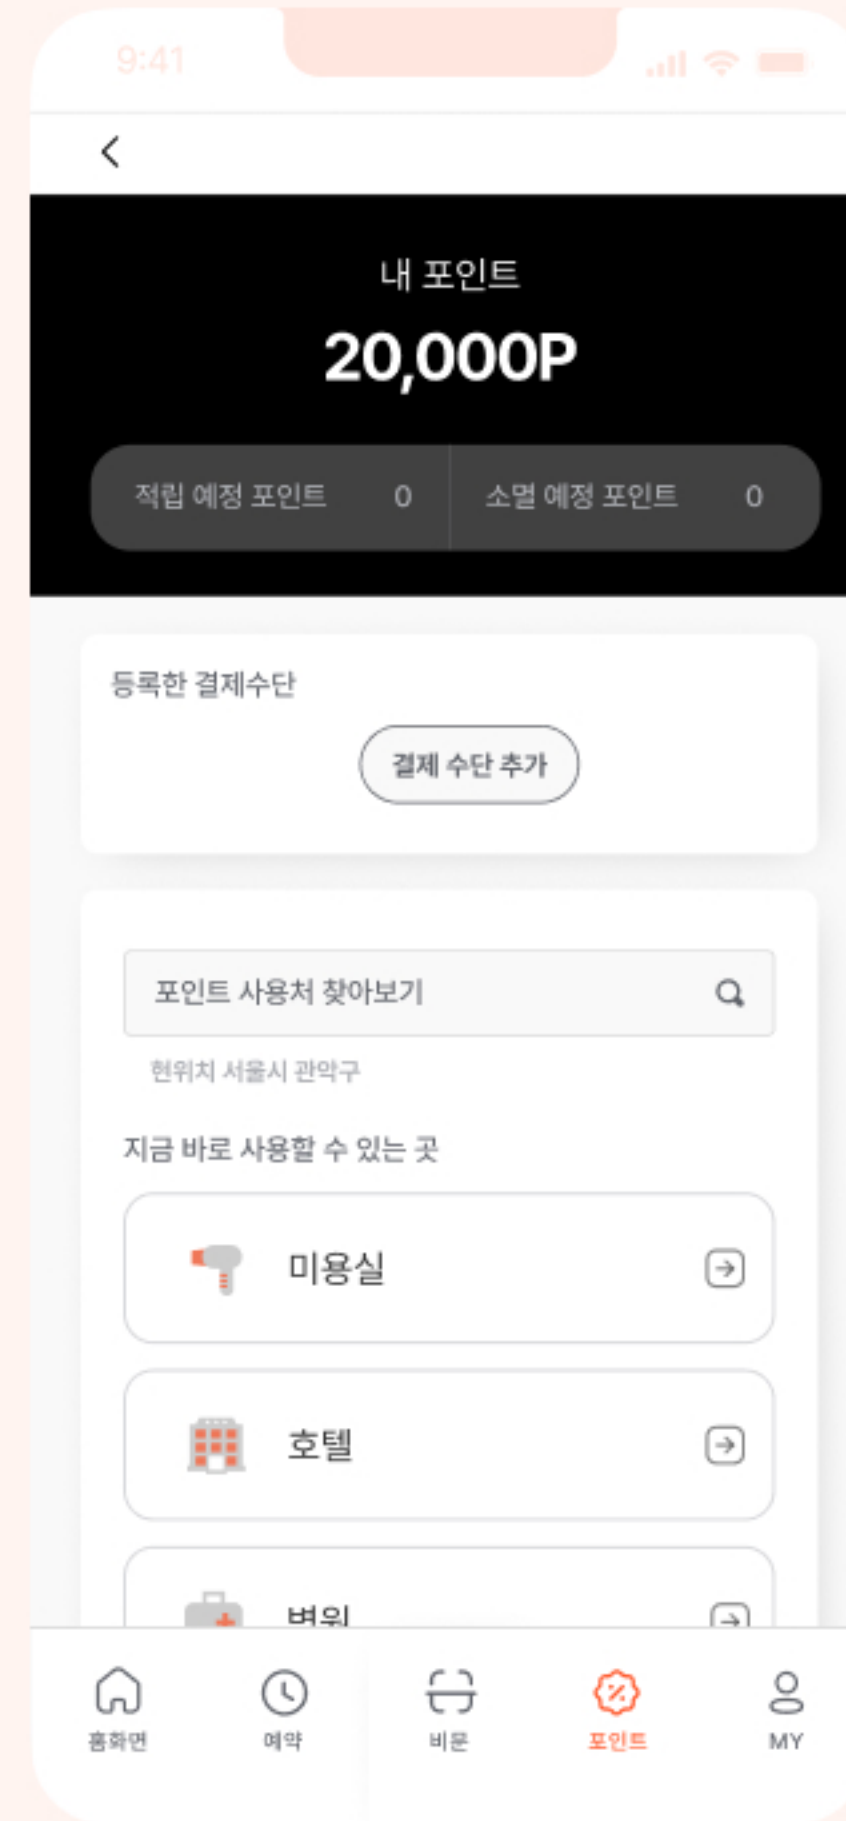 9:41
내 포인트
20,000P
적립 예정 포인트 0 소멸 예정 포인트 0
등록한 결제수단
결제 수단 추가
포인트 사용처 찾아보기
현위치 서울시 관악구
지금 바로 사용할 수 있는 곳
미용실
호텔
병원
홈화면 예약 비문 포인트 MY